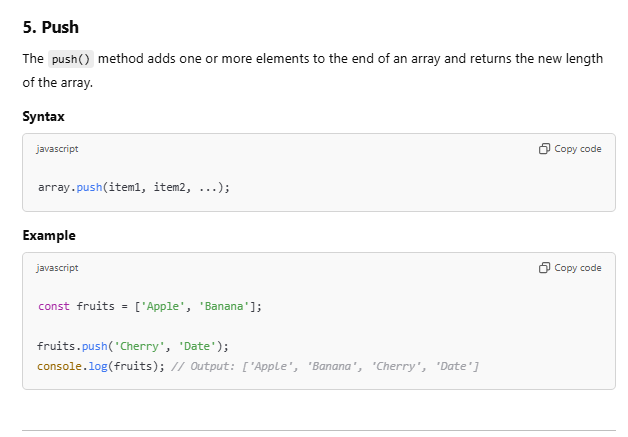 5. Push
The push() method adds one or more elements to the end of an array and returns the new length
of the array.
Syntax
javascript
Copy code
array.push(item1, item2, ...);
Example
javascript
Copy code
const fruits = ['Apple', 'Banana'];
fruits.push('Cherry', 'Date');
console.log(fruits); // Output: ['Apple', 'Banana', 'Cherry', 'Date']